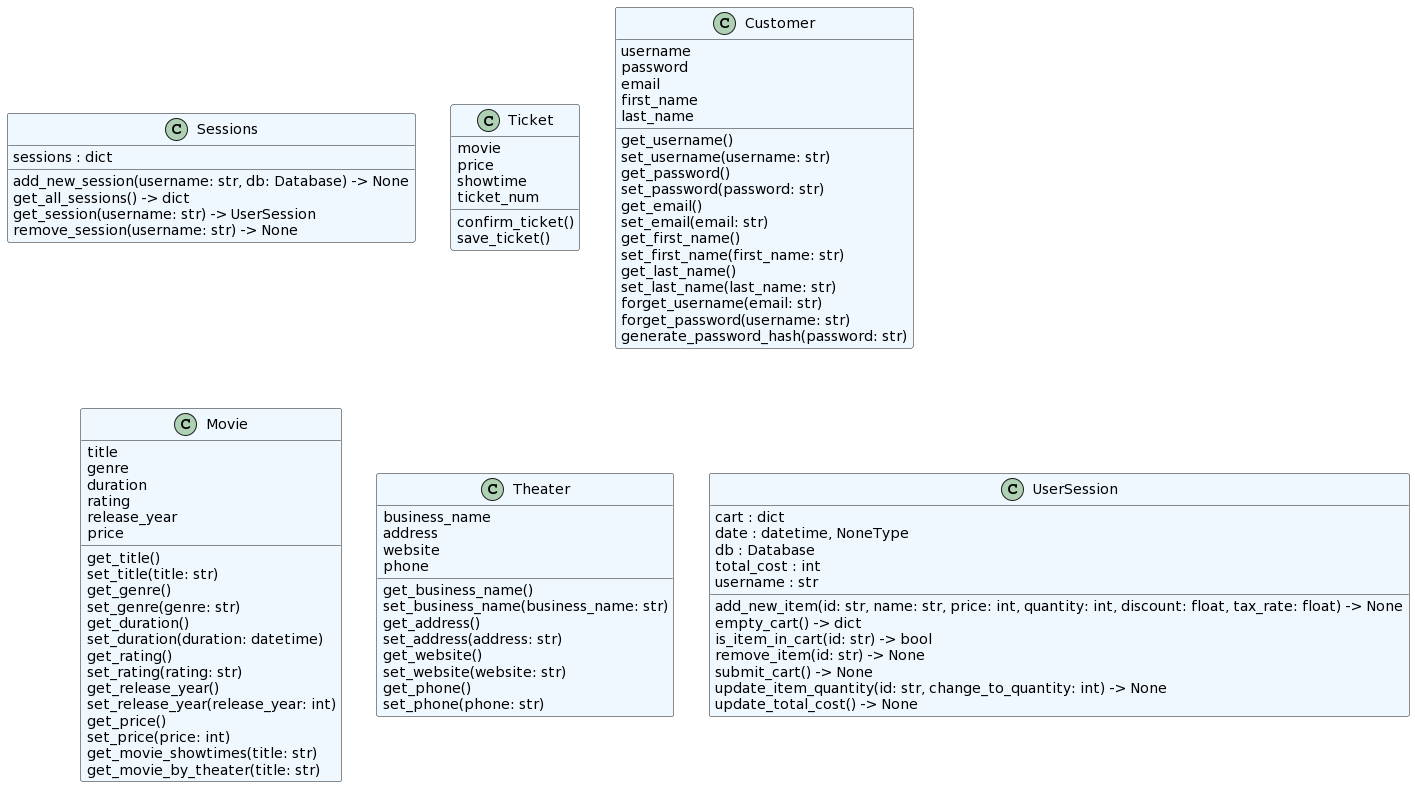 C Sessions
sessions : dict
add_new_session(username: str, db: Database) -> None
get_all_sessions() -> dict
get_session(username: str) -> UserSession
remove_session(username: str) -> None
C Ticket
movie
price
showtime
ticket_num
confirm_ticket()
save_ticket()
C Customer
username
password
email
first_name
last_name
get_username()
set_username(username: str)
get_password()
set_password(password: str)
get_email()
set_email(email: str)
get_first_name()
set_first_name(first_name: str)
get_last_name()
set_last_name(last_name: str)
forget_username(email: str)
forget_password(username: str)
generate_password_hash(password: str)
C Movie
title
genre
duration
rating
release_year
price
get_title()
set_title(title: str)
get_genre()
set_genre(genre: str)
get_duration()
set_duration(duration: datetime)
get_rating()
set_rating(rating: str)
get_release_year()
set_release_year(release_year: int)
get_price()
set_price(price: int)
get_movie_showtimes(title: str)
get_movie_by_theater(title: str)
C Theater
business_name
address
website
phone
get_business_name()
set_business_name(business_name: str)
get_address()
set_address(address: str)
get_website()
set_website(website: str)
get_phone()
set_phone(phone: str)
C UserSession
cart : dict
date : datetime, NoneType
db : Database
total_cost : int
username : str
add_new_item(id: str, name: str, price: int, quantity: int, discount: float, tax_rate: float) -> None
empty_cart() -> dict
is_item_in_cart(id: str) -> bool
remove_item(id: str) -> None
submit_cart() -> None
update_item_quantity(id: str, change_to_quantity: int) -> None
update_total_cost() -> None